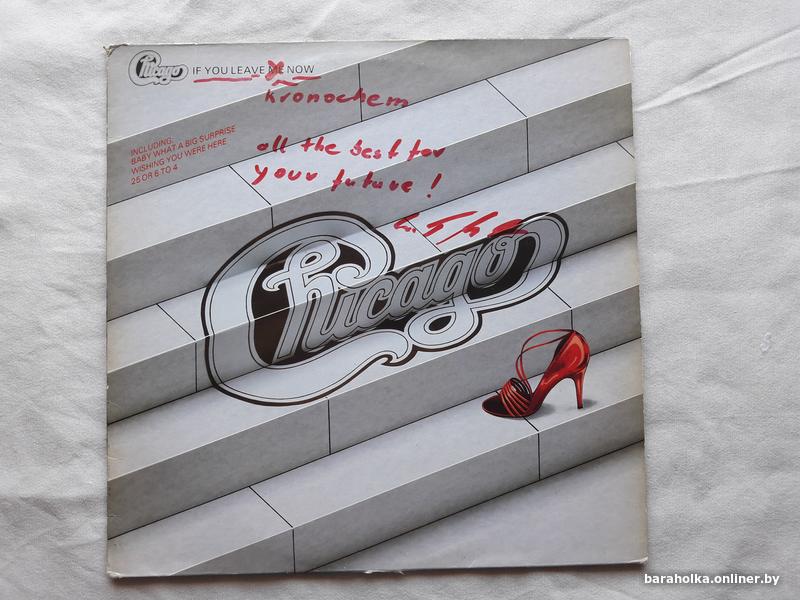 Chicago IF YOU LEAVE ME NOW
Kronochem
INCLUDING:
BABY WHAT A BIG SURPRISE
WISHING YOU WERE HERE
25 OR 6 TO 4
all the best for
your future!
Chicago
baraholka.onliner.by